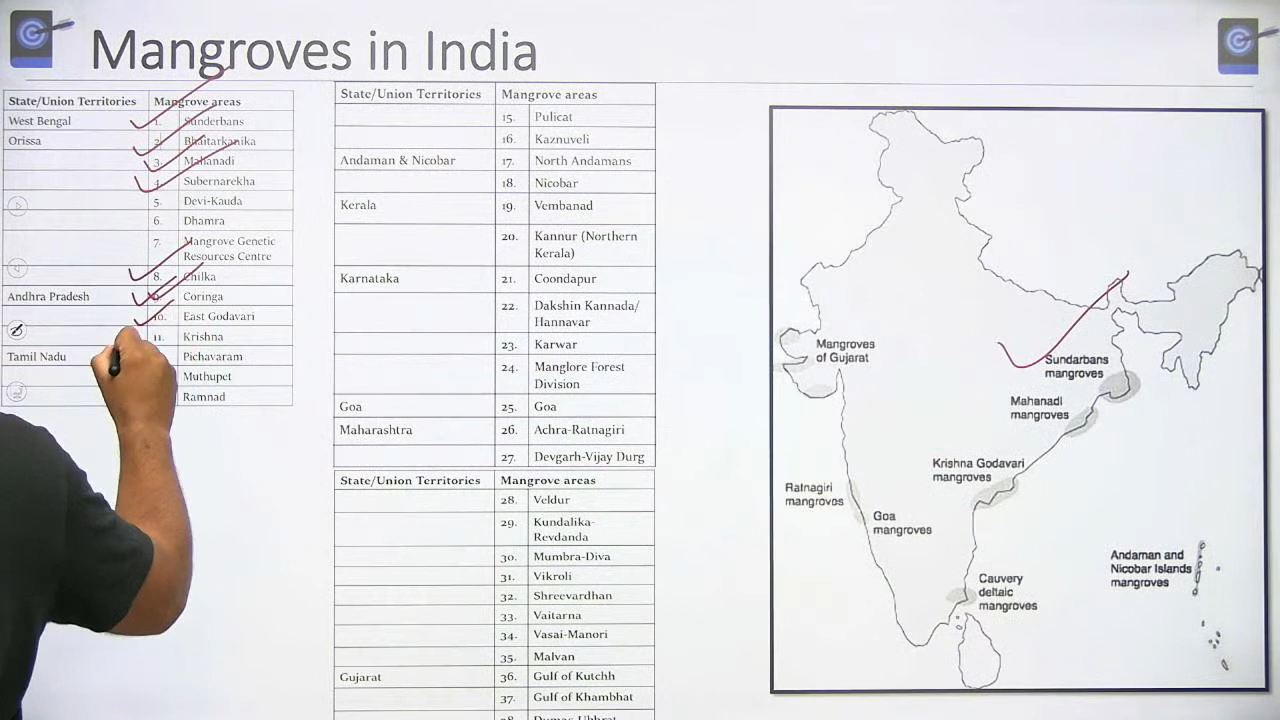 Mangroves in India
State/Union Territories Mangrove areas
West Bengal 1. Sunderbans
Orissa 2. Bhaitarkanika
3. Mahanadi
4. Subernarekha
5. Devi-Kauda
6. Dhamra
7. Mangrove Genetic
Resources Centre
8. Chilka
Andhra Pradesh 9. Coringa
10. East Godavari
11. Krishna
Tamil Nadu Pichavaram
Muthupet
Ramnad
State/Union Territories Mangrove areas
15. Pulicat
16. Kaznuveli
Andaman & Nicobar 17. North Andamans
18. Nicobar
Kerala 19. Vembanad
20. Kannur (Northern
Kerala)
Karnataka 21. Coondapur
22. Dakshin Kannada/
Hannavar
23. Karwar
24. Manglore Forest
Division
Goa 25. Goa
Maharashtra 26. Achra-Ratnagiri
27. Devgarh-Vijay Durg
State/Union Territories Mangrove areas
28. Veldur
29. Kundalika-
Revdanda
30. Mumbra-Diva
31. Vikroli
32. Shreevardhan
33. Vaitarna
34. Vasai-Manori
35. Malvan
Gujarat 36. Gulf of Kutchh
37. Gulf of Khambhat
Mangroves
of Gujarat
Sundarbans
mangroves
Mahanadi
mangroves
Krishna Godavari
mangroves
Ratnagiri
mangroves
Goa
mangroves
Andaman and
Nicobar Islands
mangroves
Cauvery
deltaic
mangroves